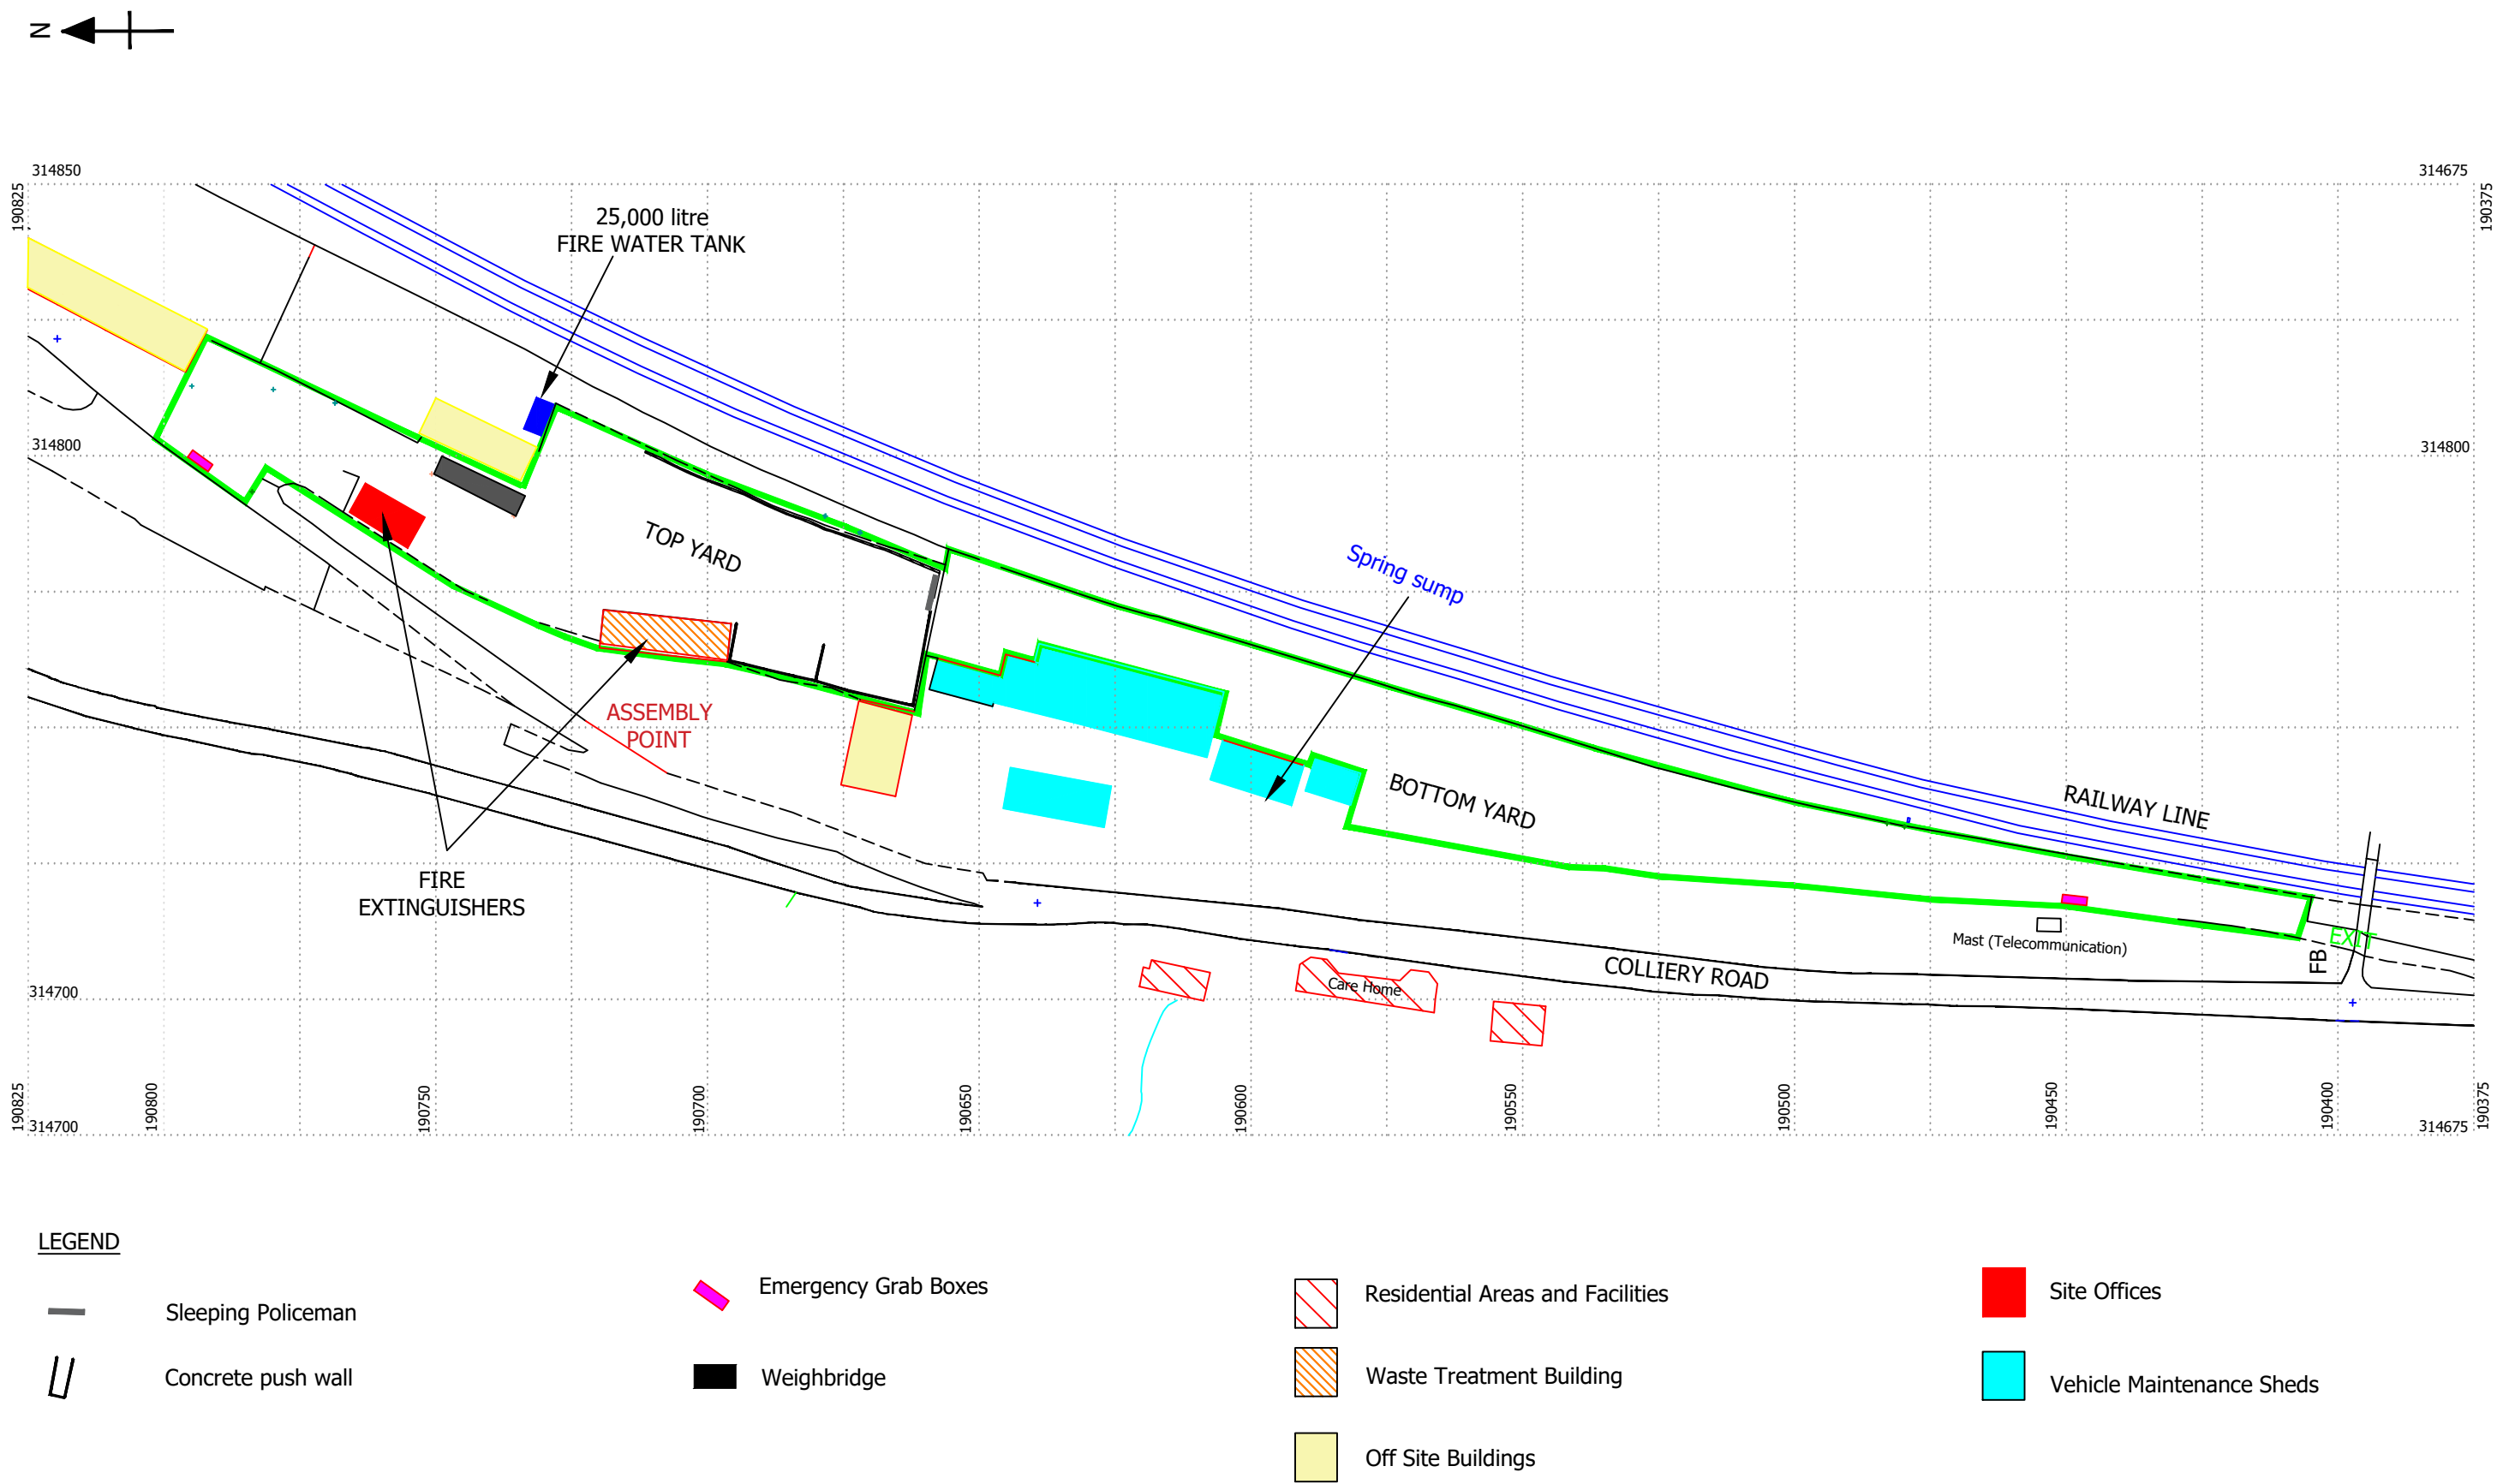 N
314850
314675
190825
190375
25,000 litre
FIRE WATER TANK
314800
314800
TOP YARD
Spring sump
ASSEMBLY
POINT
BOTTOM YARD
RAILWAY LINE
FIRE
EXTINGUISHERS
EXIT
Mast (Telecommunication)
FB
COLLIERY ROAD
Care Home
314700
190825
190800
190750
190700
190650
190600
190550
190500
190450
190400
190375
314700
314675
LEGEND
Sleeping Policeman
Concrete push wall
Emergency Grab Boxes
Weighbridge
Residential Areas and Facilities
Waste Treatment Building
Off Site Buildings
Site Offices
Vehicle Maintenance Sheds